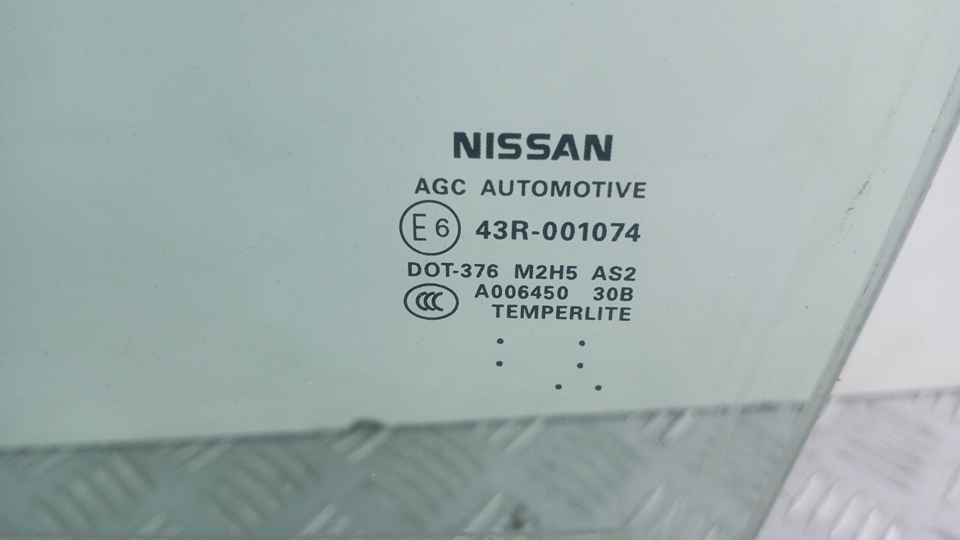 NISSAN
AGC AUTOMOTIVE
E6 43R-001074
DOT-376 M2H5 AS2
CCC A006450 30B
TEMPERLITE